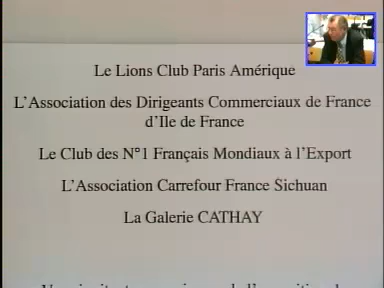 Le Lions Club Paris Amérique
L'Association des Dirigeants Commerciaux de France
d'Ile de France
Le Club des N°1 Français Mondiaux à l'Export
L'Association Carrefour France Sichuan
La Galerie CATHAY